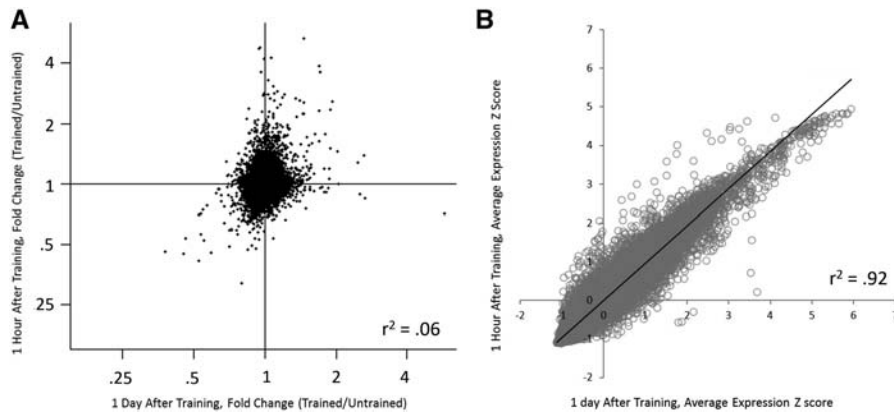 A
1 Hour After Training, Fold Change (Trained/Untrained)
4
2
1
.5
.25
r² = .06
.25 .5 1 2 4
1 Day After Training, Fold Change (Trained/Untrained)
B
1 Hour After Training, Average Expression Z Score
7
6
5
4
3
2
1
0
-1
-2
-2 -1 0 1 2 3 4 5 6 7
r² = .92
1 day After Training, Average Expression Z score